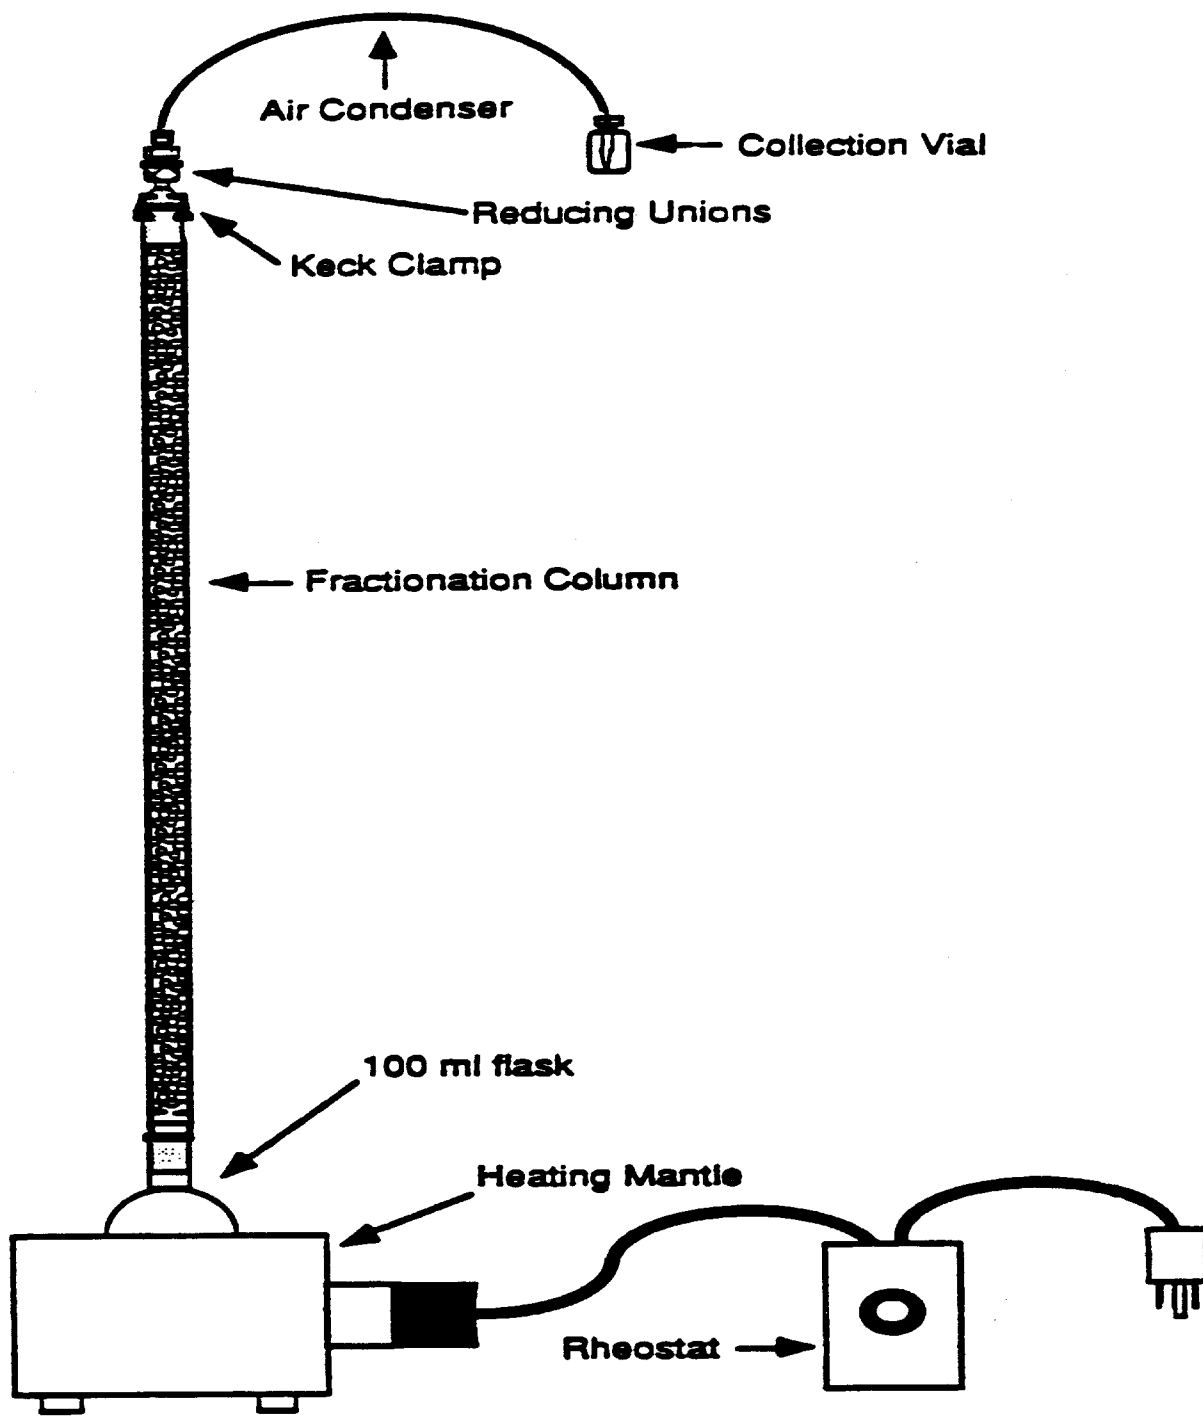 Air Condenser
Collection Vial
Reducing Unions
Keck Clamp
Fractionation Column
100 ml flask
Heating Mantle
Rheostat